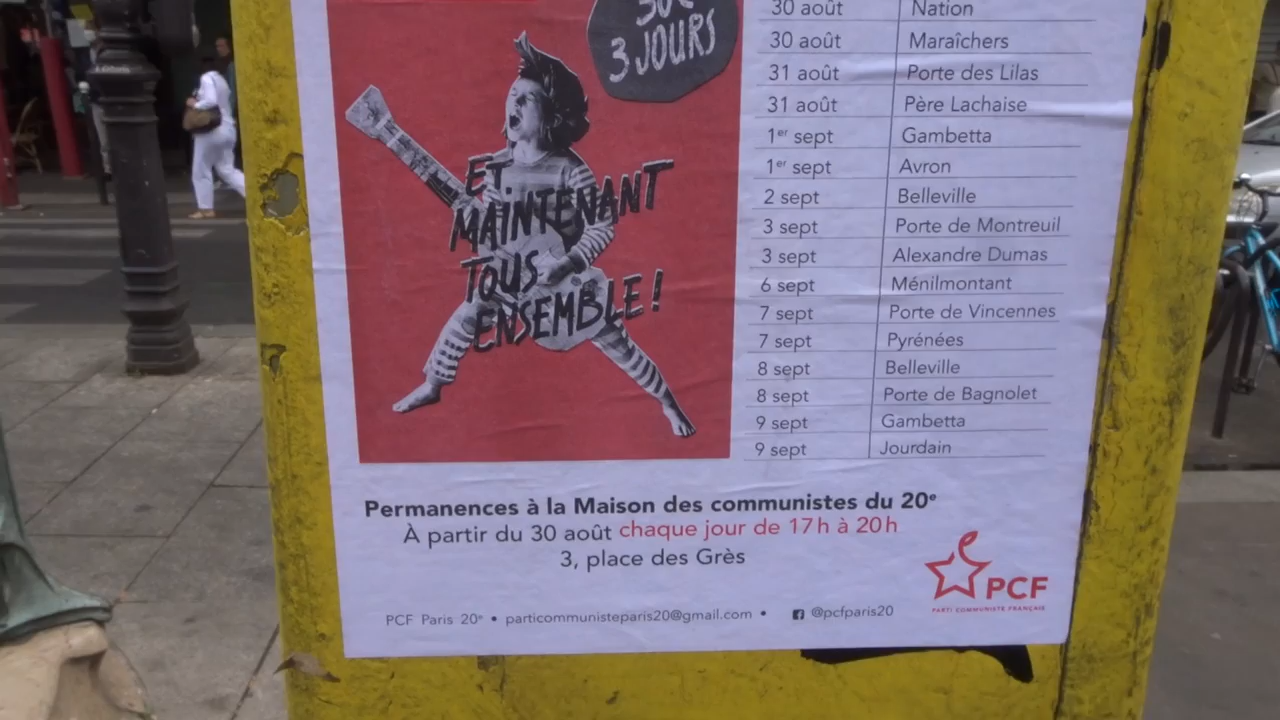 3 JOURS
ET
MAINTENANT
TOUS
ENSEMBLE !
30 août Nation
30 août Maraîchers
31 août Porte des Lilas
31 août Père Lachaise
1er sept Gambetta
1er sept Avron
2 sept Belleville
3 sept Porte de Montreuil
3 sept Alexandre Dumas
6 sept Ménilmontant
7 sept Porte de Vincennes
7 sept Pyrénées
8 sept Belleville
8 sept Porte de Bagnolet
9 sept Gambetta
9 sept Jourdain
Permanences à la Maison des communistes du 20e
À partir du 30 août chaque jour de 17h à 20h
3, place des Grès
PCF
PARTI COMMUNISTE FRANÇAIS
PCF Paris 20e • particommunisteparis20@gmail.com • @pcfparis20